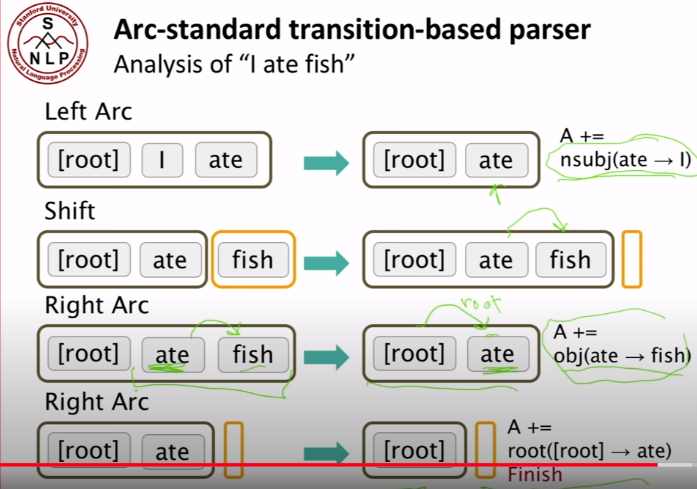 Stanford University
S
NLP
Natural Language Processing
Arc-standard transition-based parser
Analysis of “I ate fish”
Left Arc
[root] I ate [root] ate
A +=
nsubj(ate → I)
Shift
[root] ate fish [root] ate fish
Right Arc
root
[root] ate fish [root] ate
A +=
obj(ate → fish)
Right Arc
[root] ate [root]
A +=
root([root] → ate)
Finish